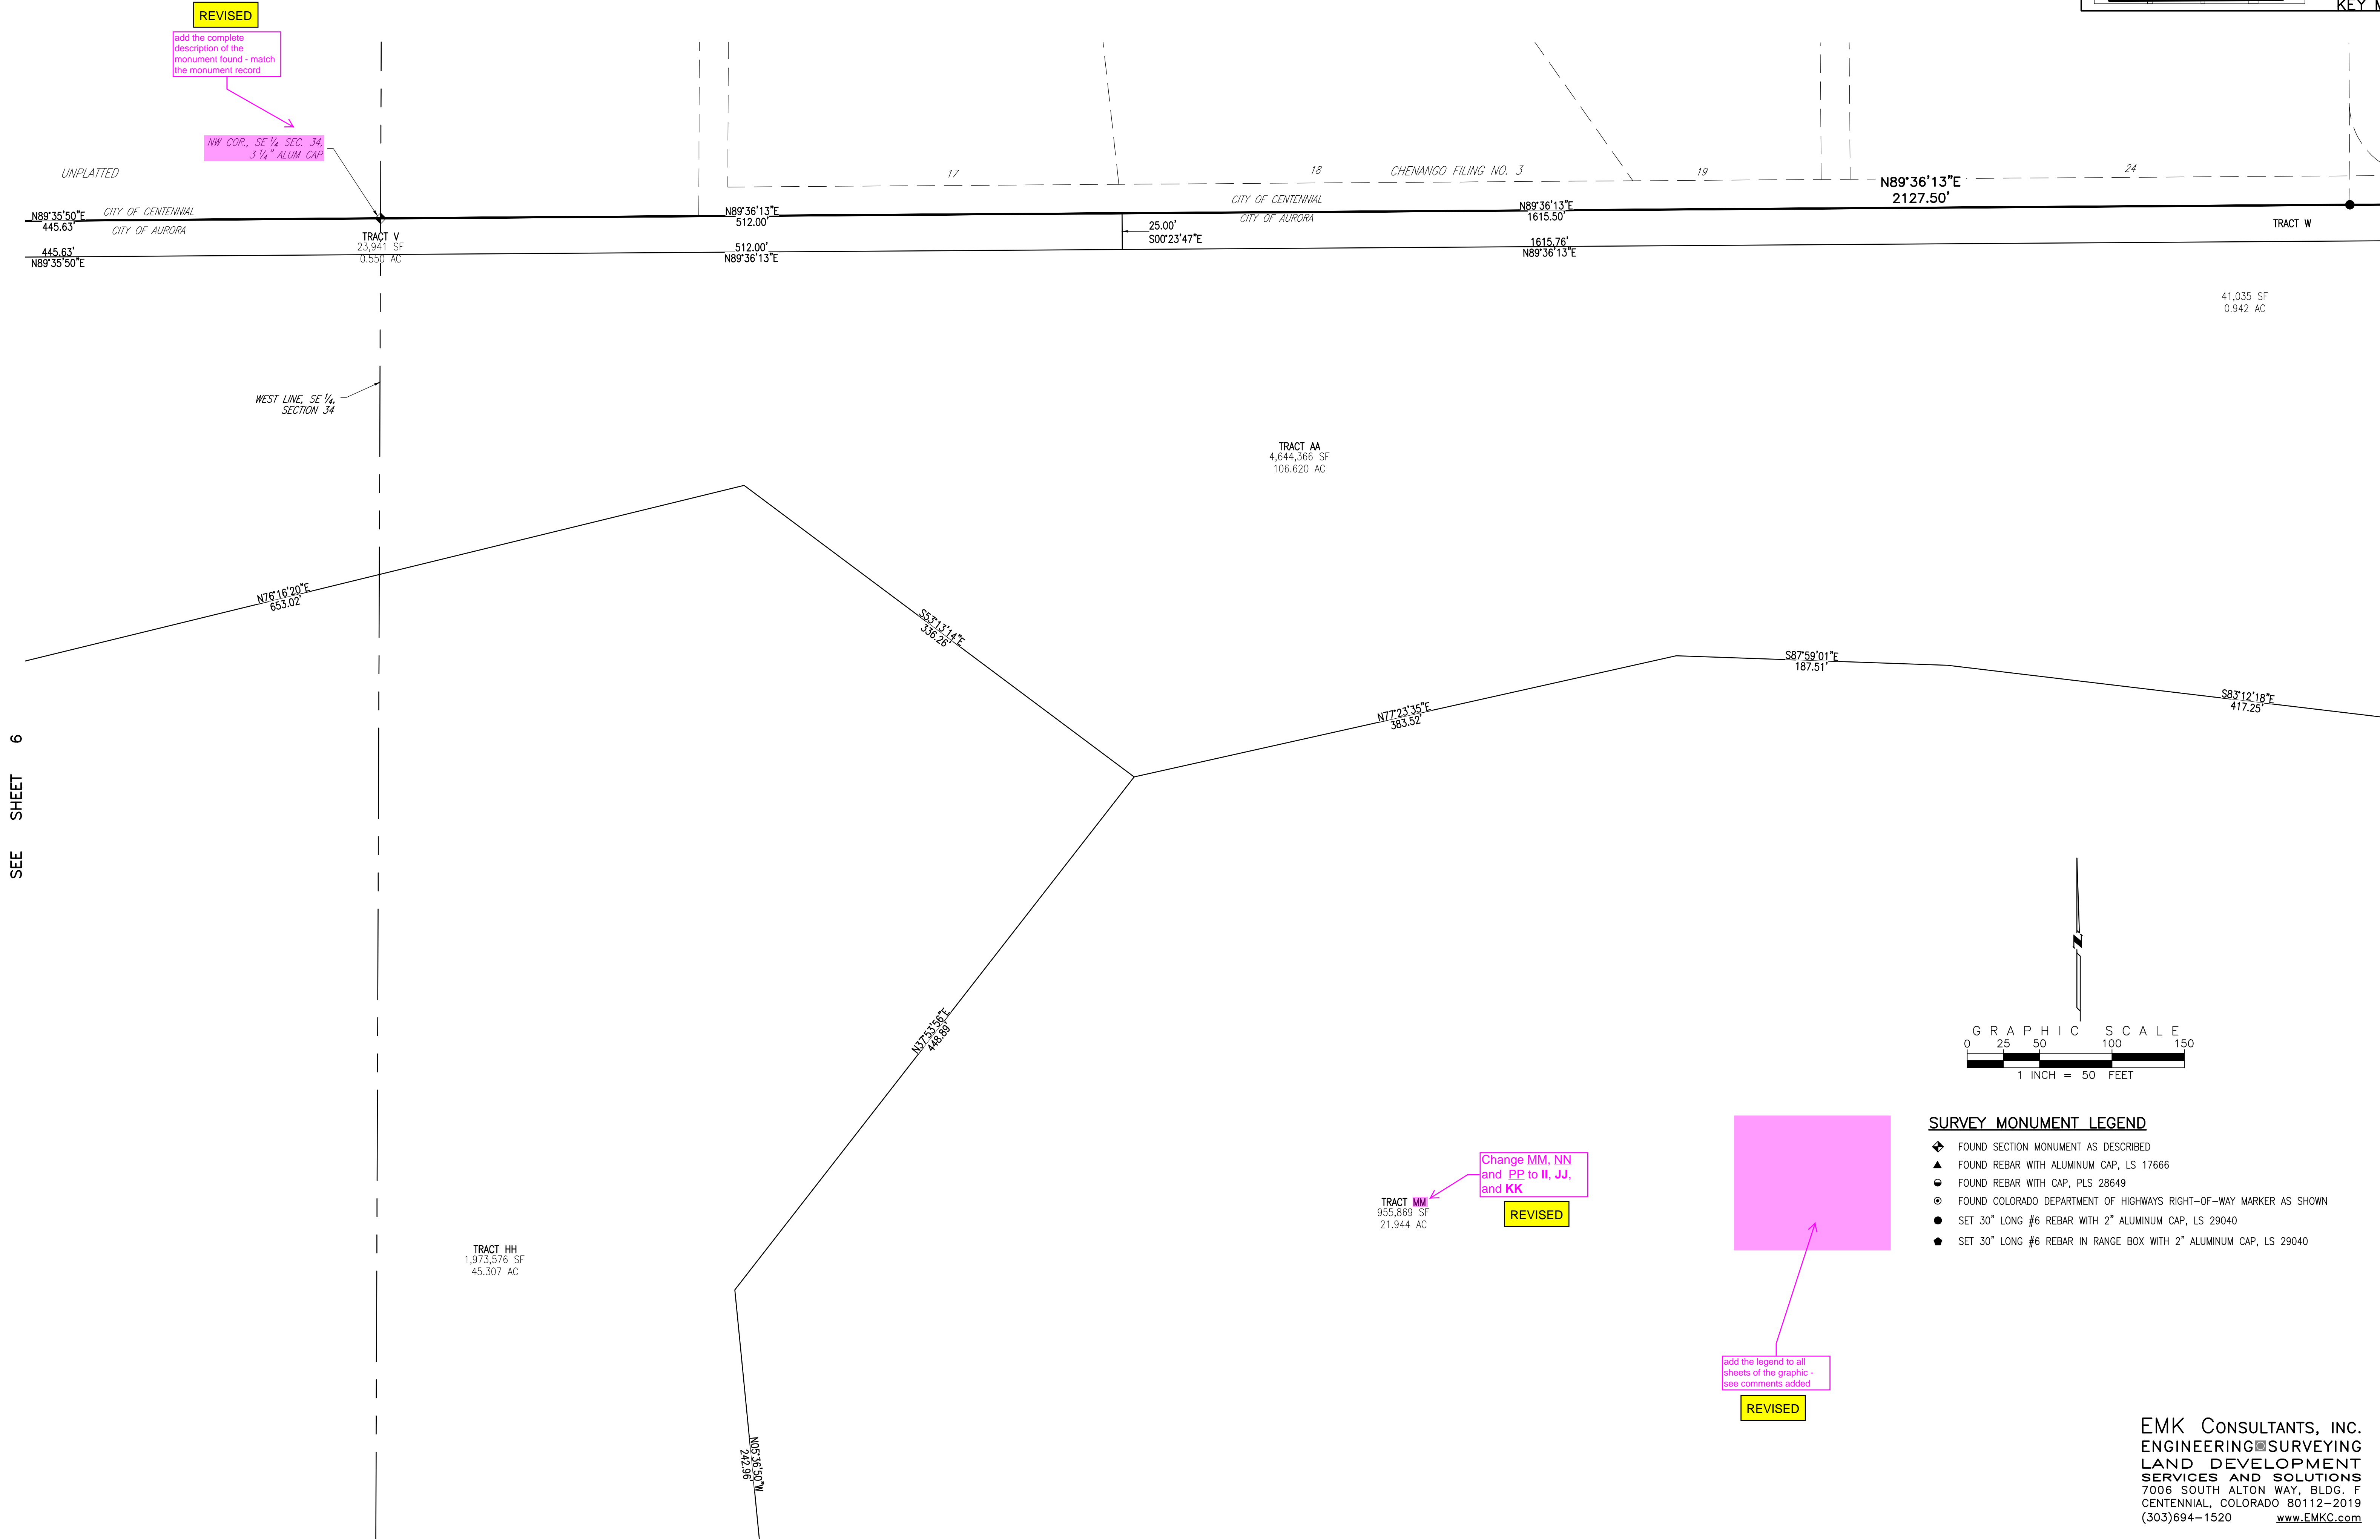 REVISED
add the complete
description of the
monument found - match
the monument record
NW COR., SE 1/4 SEC. 34,
3 1/4" ALUM CAP
UNPLATTED
17
18
CHENANGO FILING NO. 3
19
24
N89°36'13"E
2127.50'
N89°35'50"E
445.63'
CITY OF CENTENNIAL
CITY OF AURORA
445.63'
N89°35'50"E
TRACT V
23,941 SF
0.550 AC
N89°36'13"E
512.00'
512.00'
N89°36'13"E
25.00'
S00°23'47"E
CITY OF CENTENNIAL
CITY OF AURORA
N89°36'13"E
1615.50'
1615.76'
N89°36'13"E
TRACT W
41,035 SF
0.942 AC
WEST LINE, SE 1/4,
SECTION 34
TRACT AA
4,644,366 SF
106.620 AC
N76°16'20"E
653.02'
S53°13'14"E
336.26'
N77°23'35"E
383.52'
S87°59'01"E
187.51'
S83°12'18"E
417.25'
SEE SHEET 6
N37°53'56"E
448.89'
GRAPHIC SCALE
0 25 50 100 150
1 INCH = 50 FEET
SURVEY MONUMENT LEGEND
FOUND SECTION MONUMENT AS DESCRIBED
FOUND REBAR WITH ALUMINUM CAP, LS 17666
FOUND REBAR WITH CAP, PLS 28649
FOUND COLORADO DEPARTMENT OF HIGHWAYS RIGHT-OF-WAY MARKER AS SHOWN
SET 30" LONG #6 REBAR WITH 2" ALUMINUM CAP, LS 29040
SET 30" LONG #6 REBAR IN RANGE BOX WITH 2" ALUMINUM CAP, LS 29040
Change MM, NN
and PP to II, JJ,
and KK
REVISED
TRACT MM
955,869 SF
21.944 AC
TRACT HH
1,973,576 SF
45.307 AC
add the legend to all
sheets of the graphic -
see comments added
REVISED
N05°36'50"W
242.96'
EMK CONSULTANTS, INC.
ENGINEERING SURVEYING
LAND DEVELOPMENT
SERVICES AND SOLUTIONS
7006 SOUTH ALTON WAY, BLDG. F
CENTENNIAL, COLORADO 80112-2019
(303)694-1520 www.EMKC.com